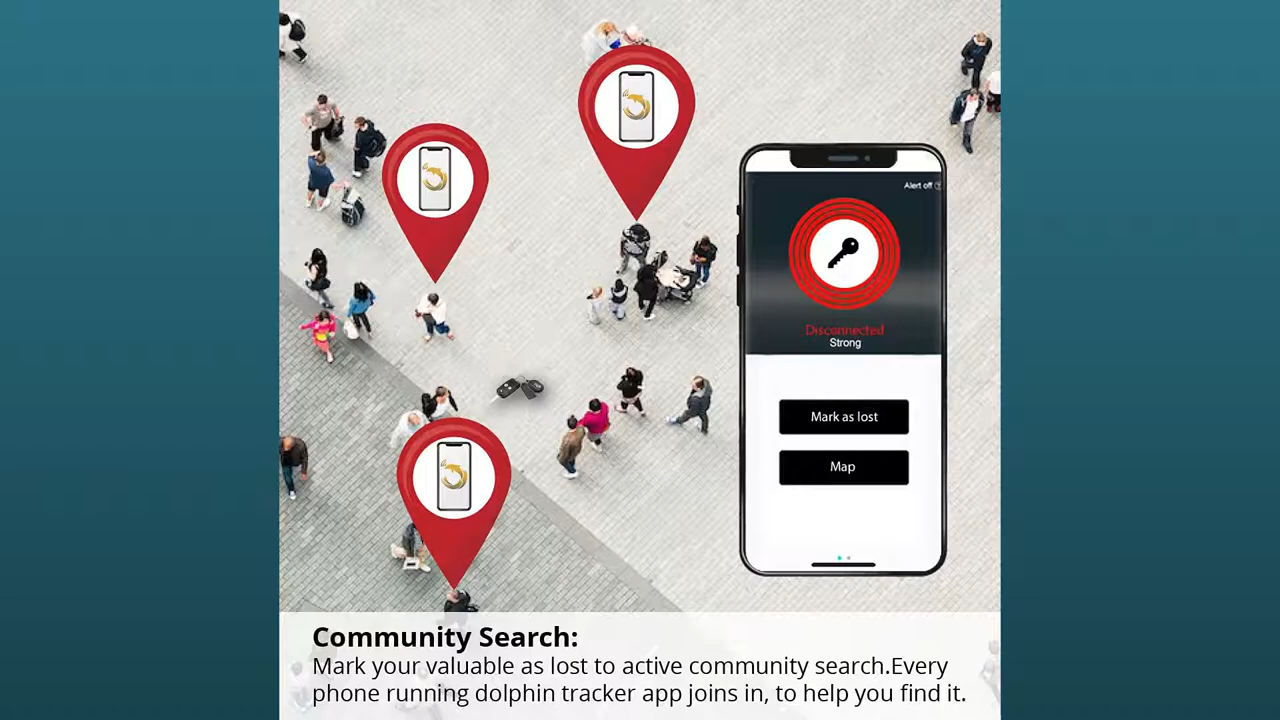 Alert off
Disconnected
Strong
Mark as lost
Map
Community Search:
Mark your valuable as lost to active community search.Every
phone running dolphin tracker app joins in, to help you find it.